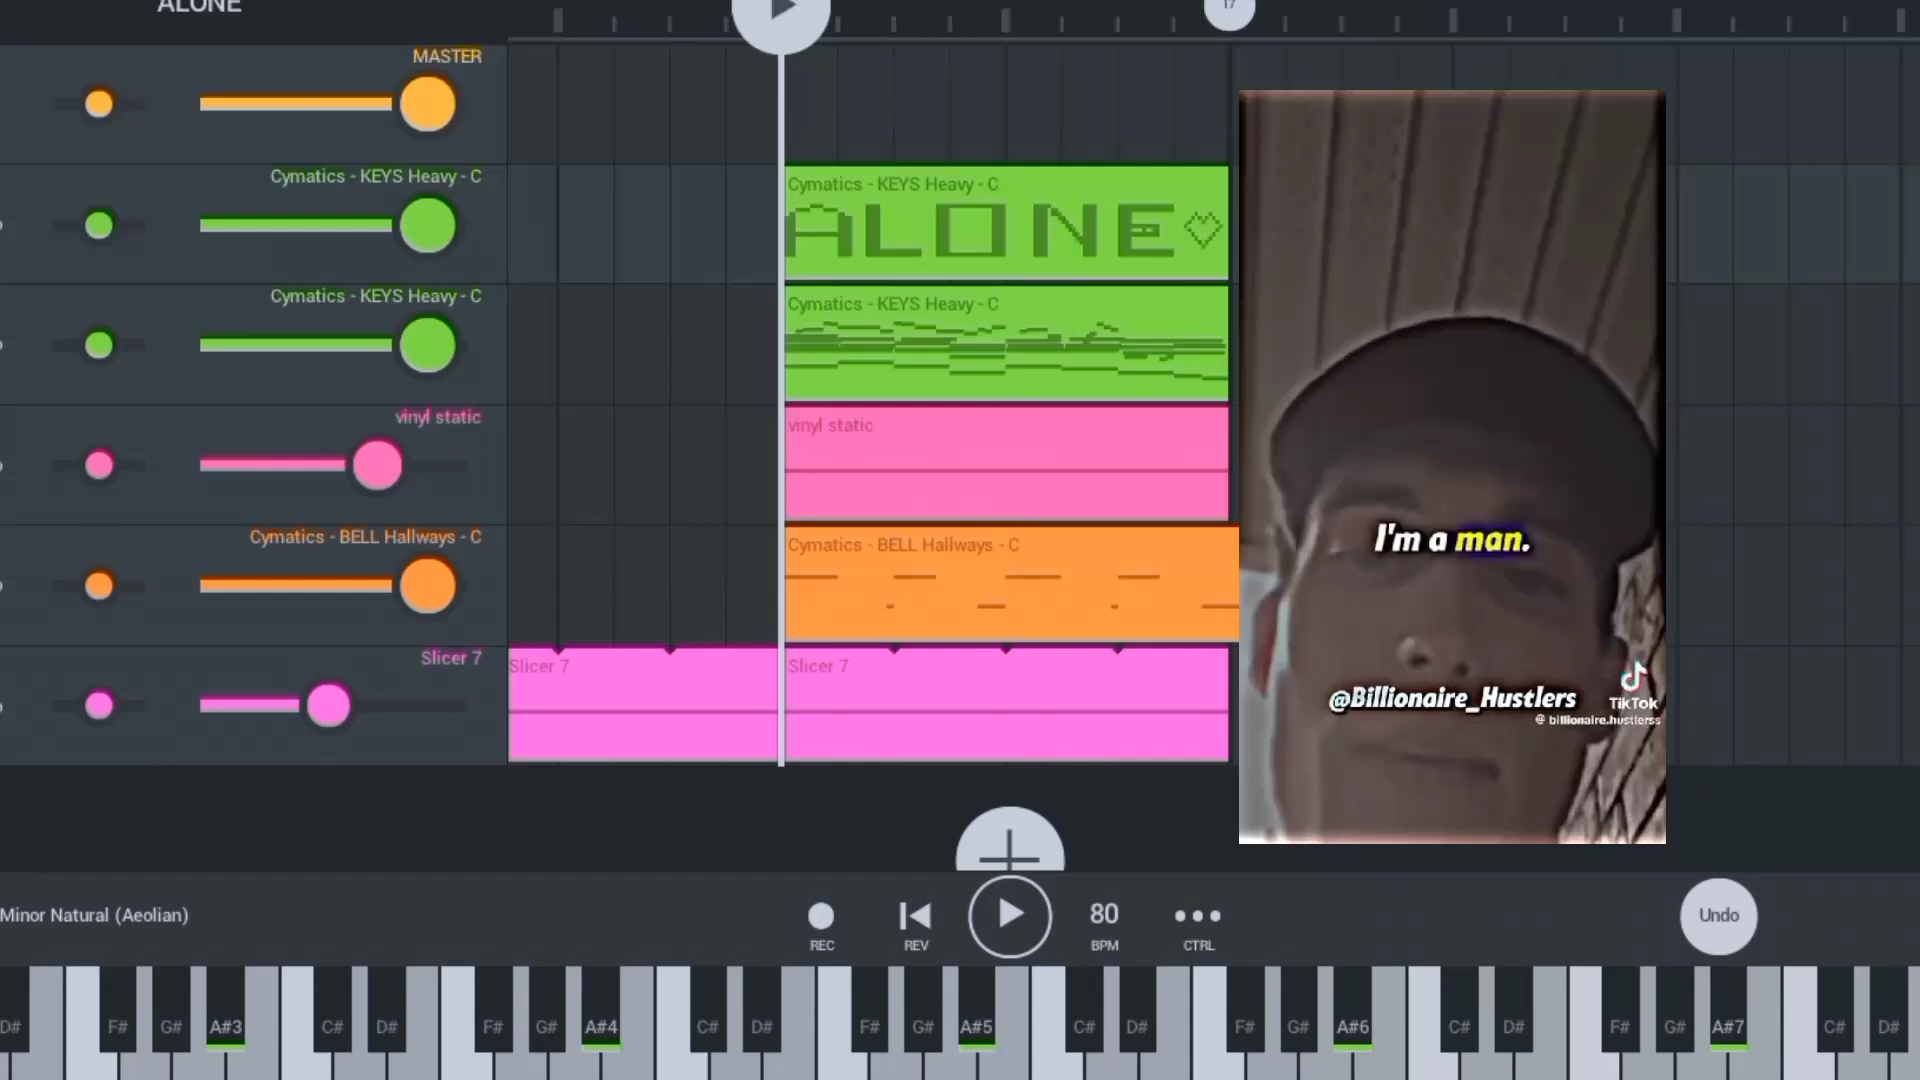 ALONE
17
MASTER
Cymatics - KEYS Heavy - C
Cymatics - KEYS Heavy - C
ALONE♡
Cymatics - KEYS Heavy - C
Cymatics - KEYS Heavy - C
vinyl static
vinyl static
Cymatics - BELL Hallways - C
Cymatics - BELL Hallways - C
Slicer 7
Slicer 7
Slicer 7
I'm a man.
@Billionaire_Hustlers
TikTok
@ billionaire.hustlerss
Minor Natural (Aeolian)
REC
REV
80
BPM
CTRL
Undo
D# F# G# A#3 C# D# F# G# A#4 C# D# F# G# A#5 C# D# F# G# A#6 C# D# F# G# A#7 C# D#